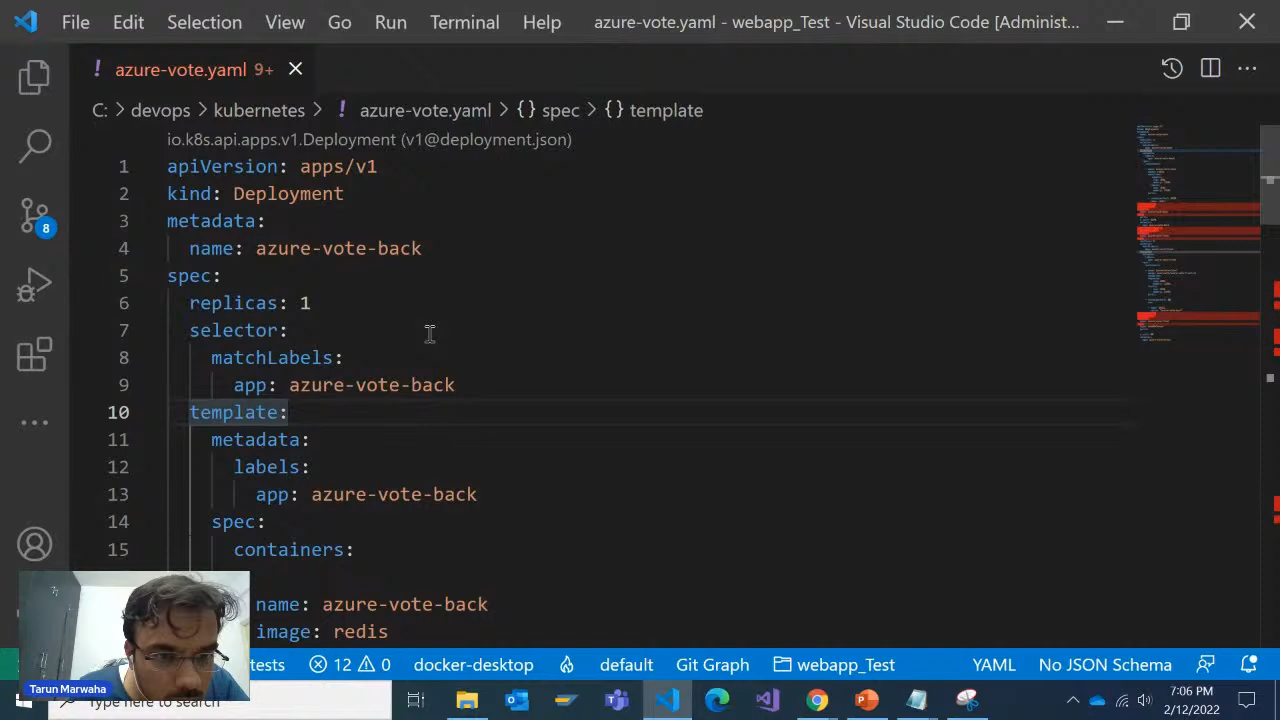 File Edit Selection View Go Run Terminal Help azure-vote.yaml - webapp_Test - Visual Studio Code [Administ...
! azure-vote.yaml 9+
C: > devops > kubernetes > ! azure-vote.yaml > {} spec > {} template
io.k8s.api.apps.v1.Deployment (v1@deployment.json)
1 apiVersion: apps/v1
2 kind: Deployment
3 metadata:
4 name: azure-vote-back
5 spec:
6 replicas: 1
7 selector:
8 matchLabels:
9 app: azure-vote-back
10 template:
11 metadata:
12 labels:
13 app: azure-vote-back
14 spec:
15 containers:
name: azure-vote-back
image: redis
8
tests 12 0 docker-desktop default Git Graph webapp_Test YAML No JSON Schema
Tarun Marwaha
here to search
7:06 PM
2/12/2022